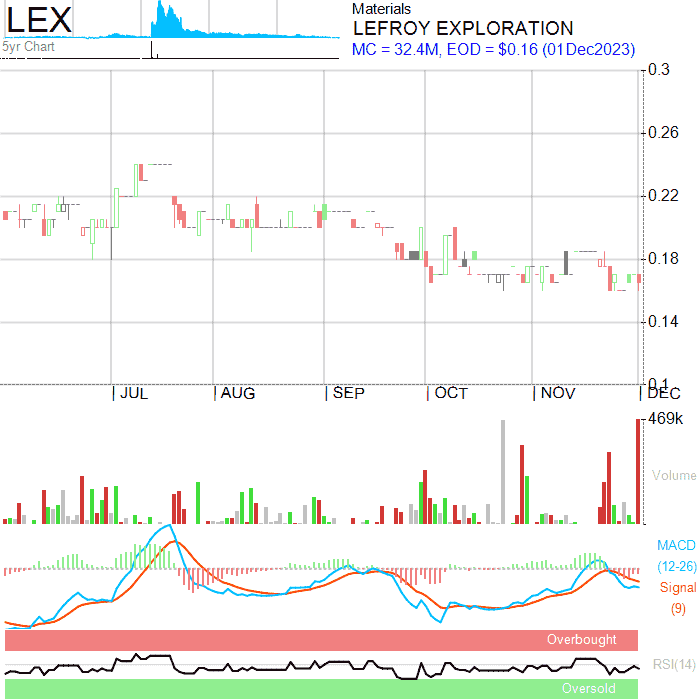 LEX
5yr Chart
Materials
LEFROY EXPLORATION
MC = 32.4M, EOD = $0.16 (01Dec2023)
0.3
0.26
0.22
0.18
0.14
0.1
JUL AUG SEP OCT NOV DEC
469k
Volume
MACD
(12-26)
Signal
(9)
Overbought
RSI(14)
Oversold